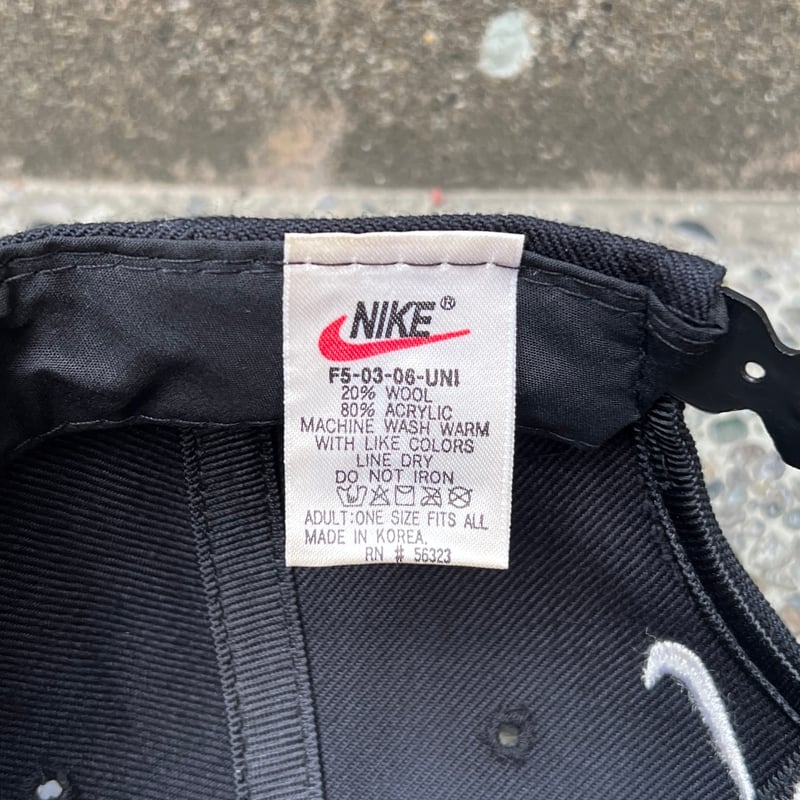 NIKE®
F5-03-06-UNI
20% WOOL
80% ACRYLIC
MACHINE WASH WARM
WITH LIKE COLORS
LINE DRY
DO NOT IRON
ADULT:ONE SIZE FITS ALL
MADE IN KOREA.
RN # 56323